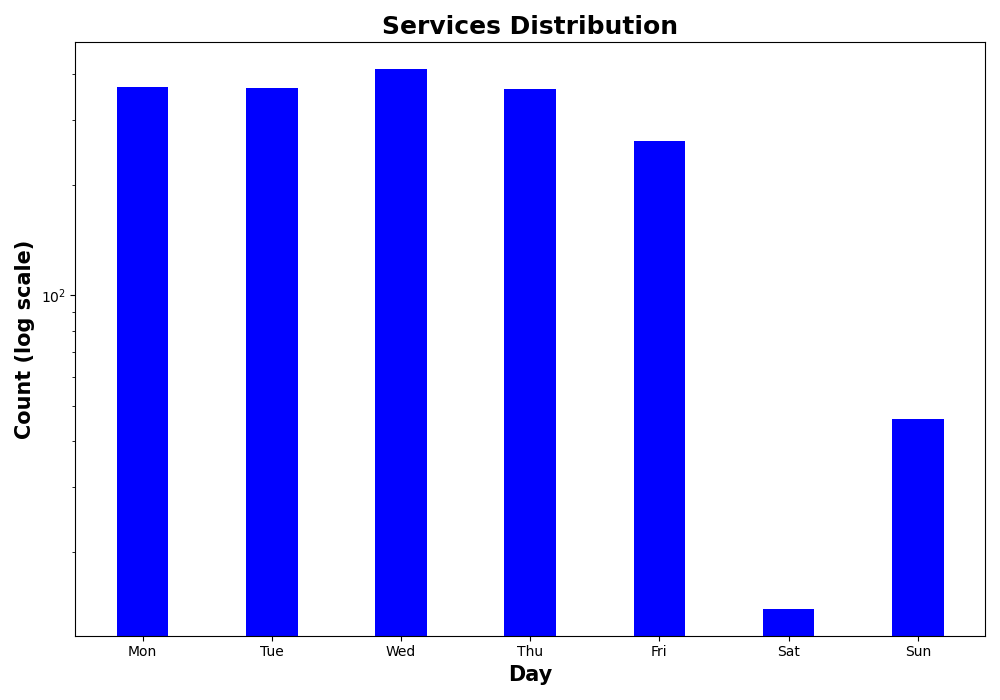 Services Distribution
Count (log scale)
10²
Mon Tue Wed Thu Fri Sat Sun
Day